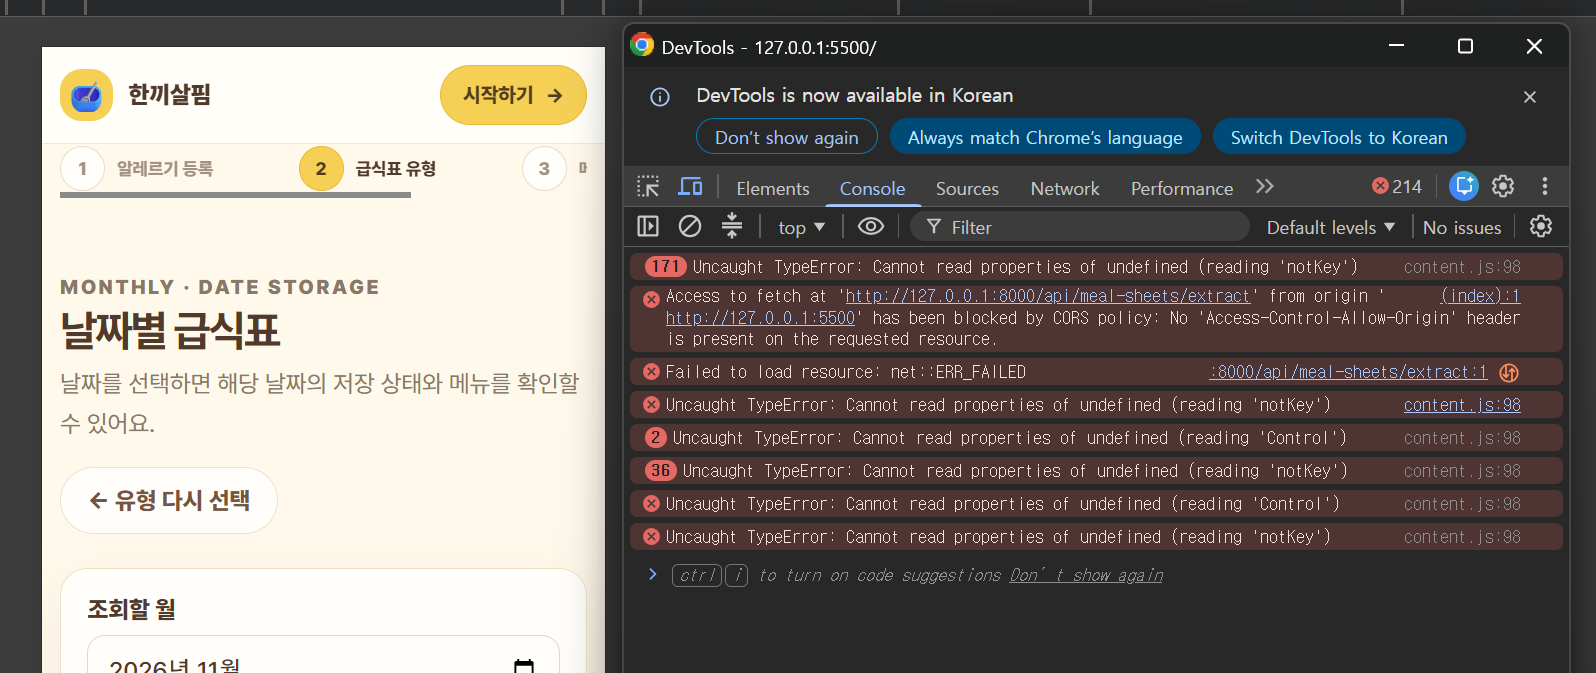 한끼살핌
시작하기 →
1 알레르기 등록
2 급식표 유형
3
MONTHLY · DATE STORAGE
날짜별 급식표
날짜를 선택하면 해당 날짜의 저장 상태와 메뉴를 확인할
수 있어요.
← 유형 다시 선택
조회할 월
2026년 11월
DevTools - 127.0.0.1:5500/
DevTools is now available in Korean
Don't show again
Always match Chrome's language
Switch DevTools to Korean
Elements
Console
Sources
Network
Performance
214
top
Filter
Default levels
No issues
171 Uncaught TypeError: Cannot read properties of undefined (reading 'notKey') content.js:98
Access to fetch at 'http://127.0.0.1:8000/api/meal-sheets/extract' from origin ' (index):1
http://127.0.0.1:5500' has been blocked by CORS policy: No 'Access-Control-Allow-Origin' header
is present on the requested resource.
Failed to load resource: net::ERR_FAILED :8000/api/meal-sheets/extract:1
Uncaught TypeError: Cannot read properties of undefined (reading 'notKey') content.js:98
2 Uncaught TypeError: Cannot read properties of undefined (reading 'Control') content.js:98
36 Uncaught TypeError: Cannot read properties of undefined (reading 'notKey') content.js:98
Uncaught TypeError: Cannot read properties of undefined (reading 'Control') content.js:98
Uncaught TypeError: Cannot read properties of undefined (reading 'notKey') content.js:98
ctrl i to turn on code suggestions Don't show again